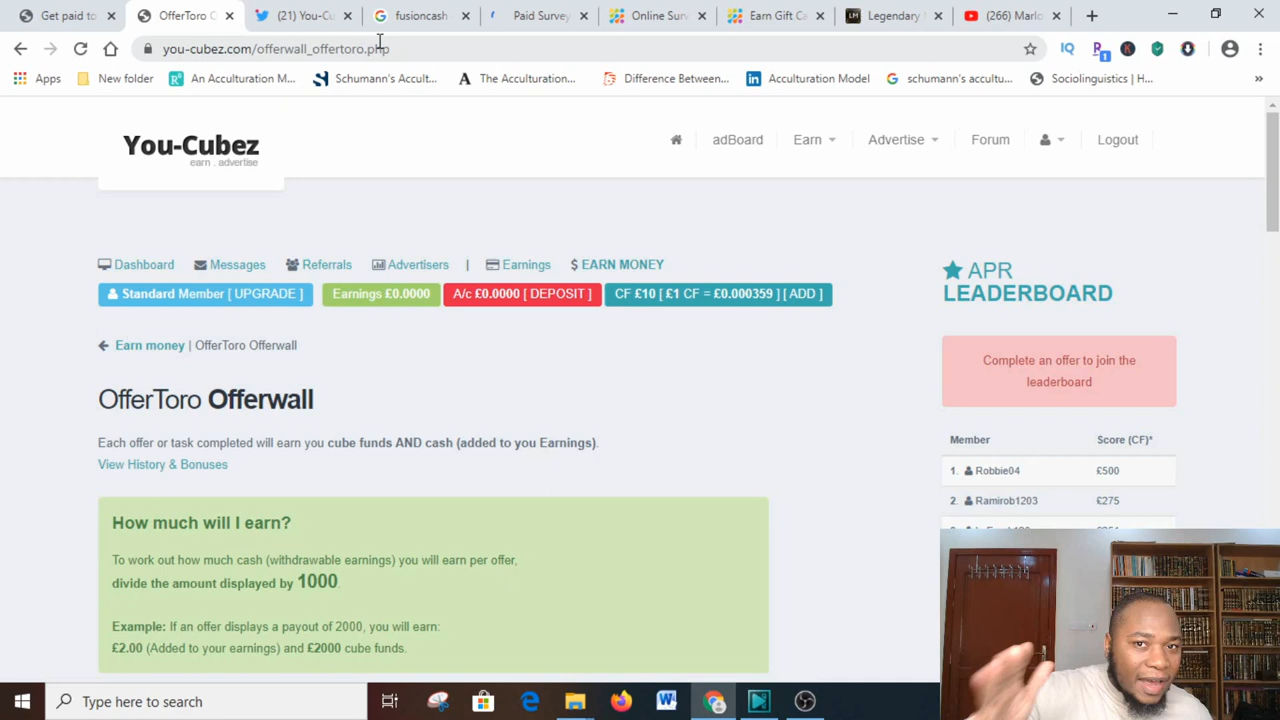 Get paid to
OfferToro O
(21) You-Cu
fusioncash
Paid Survey
Online Surv
Earn Gift Ca
Legendary
(266) Marlo
you-cubez.com/offerwall_offertoro.php
Apps
New folder
An Acculturation M...
Schumann's Accult...
The Acculturation...
Difference Between...
Acculturation Model
schumann's accultu...
Sociolinguistics | H...
You-Cubez
earn . advertise
adBoard
Earn
Advertise
Forum
Logout
Dashboard
Messages
Referrals
Advertisers
|
Earnings
$ EARN MONEY
Standard Member [ UPGRADE ]
Earnings £0.0000
A/c £0.0000 [ DEPOSIT ]
CF £10 [ £1 CF = £0.000359 ] [ ADD ]
APR
LEADERBOARD
Earn money | OfferToro Offerwall
Complete an offer to join the
leaderboard
OfferToro Offerwall
Each offer or task completed will earn you cube funds AND cash (added to you Earnings).
View History & Bonuses
Member Score (CF)*
1. Robbie04 £500
2. Ramirob1203 £275
How much will I earn?
To work out how much cash (withdrawable earnings) you will earn per offer,
divide the amount displayed by 1000.
Example: If an offer displays a payout of 2000, you will earn:
£2.00 (Added to your earnings) and £2000 cube funds.
Type here to search